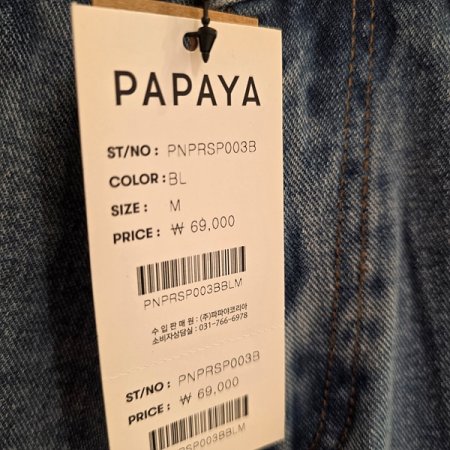 PAPAYA
ST/NO : PNPRSP003B
COLOR : BL
SIZE : M
PRICE : ₩ 69,000
PNPRSP003BBLM
수 입 판 매 원 : (주)파파야코리아
소비자상담실 : 031-766-6978
ST/NO : PNPRSP003B
PRICE : ₩ 69,000
PNPRSP003BBLM